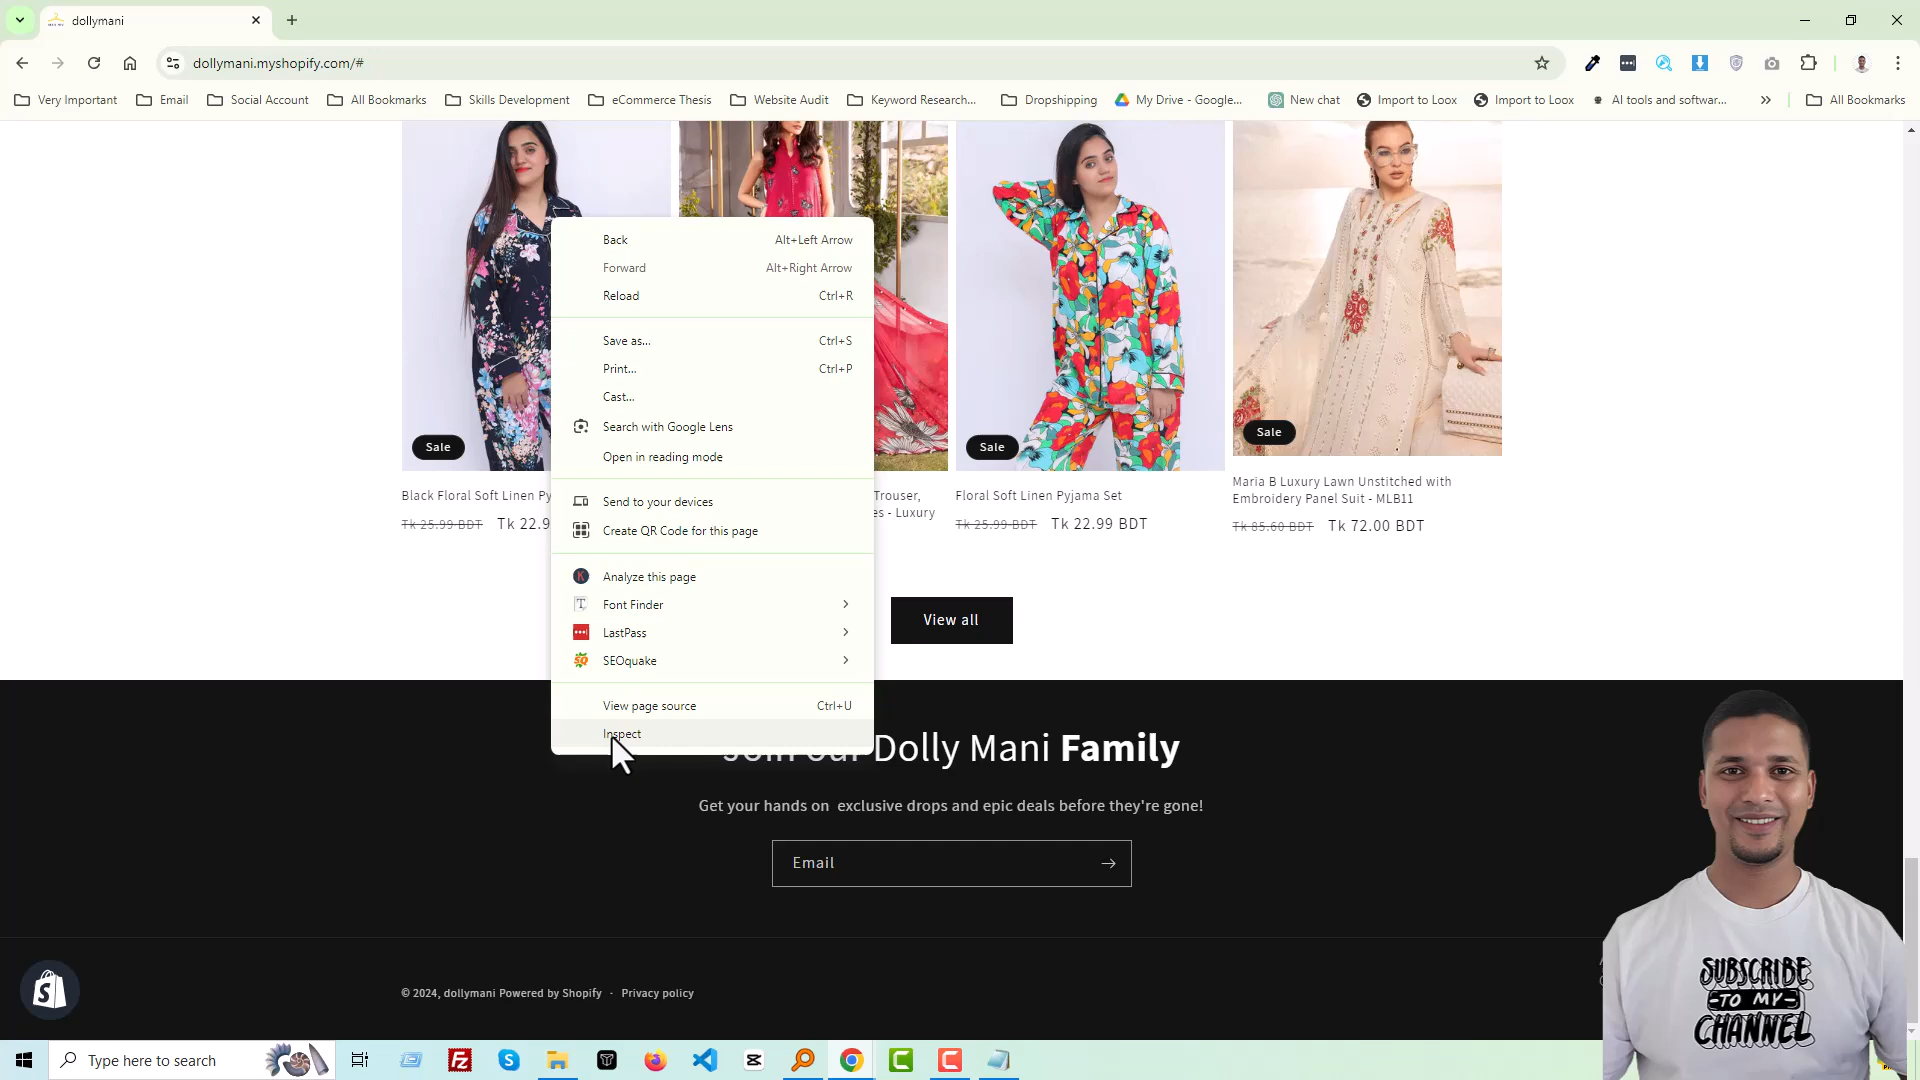 dollymani
dollymani.myshopify.com/#
Very Important
Email
Social Account
All Bookmarks
Skills Development
eCommerce Thesis
Website Audit
Keyword Research...
Dropshipping
My Drive - Google...
New chat
Import to Loox
Import to Loox
AI tools and softwar...
All Bookmarks
Back Alt+Left Arrow
Forward Alt+Right Arrow
Reload Ctrl+R
Save as... Ctrl+S
Print... Ctrl+P
Cast...
Search with Google Lens
Open in reading mode
Send to your devices
Create QR Code for this page
Analyze this page
Font Finder
LastPass
SEOquake
View page source Ctrl+U
Inspect
Sale
Sale
Sale
Black Floral Soft Linen Py
Tk 25.99 BDT Tk 22.9
Trouser,
es - Luxury
Floral Soft Linen Pyjama Set
Tk 25.99 BDT Tk 22.99 BDT
Maria B Luxury Lawn Unstitched with
Embroidery Panel Suit - MLB11
Tk 85.60 BDT Tk 72.00 BDT
View all
Join our Dolly Mani Family
Get your hands on exclusive drops and epic deals before they're gone!
Email
© 2024, dollymani Powered by Shopify · Privacy policy
SUBSCRIBE
-TO MY-
CHANNEL
Type here to search